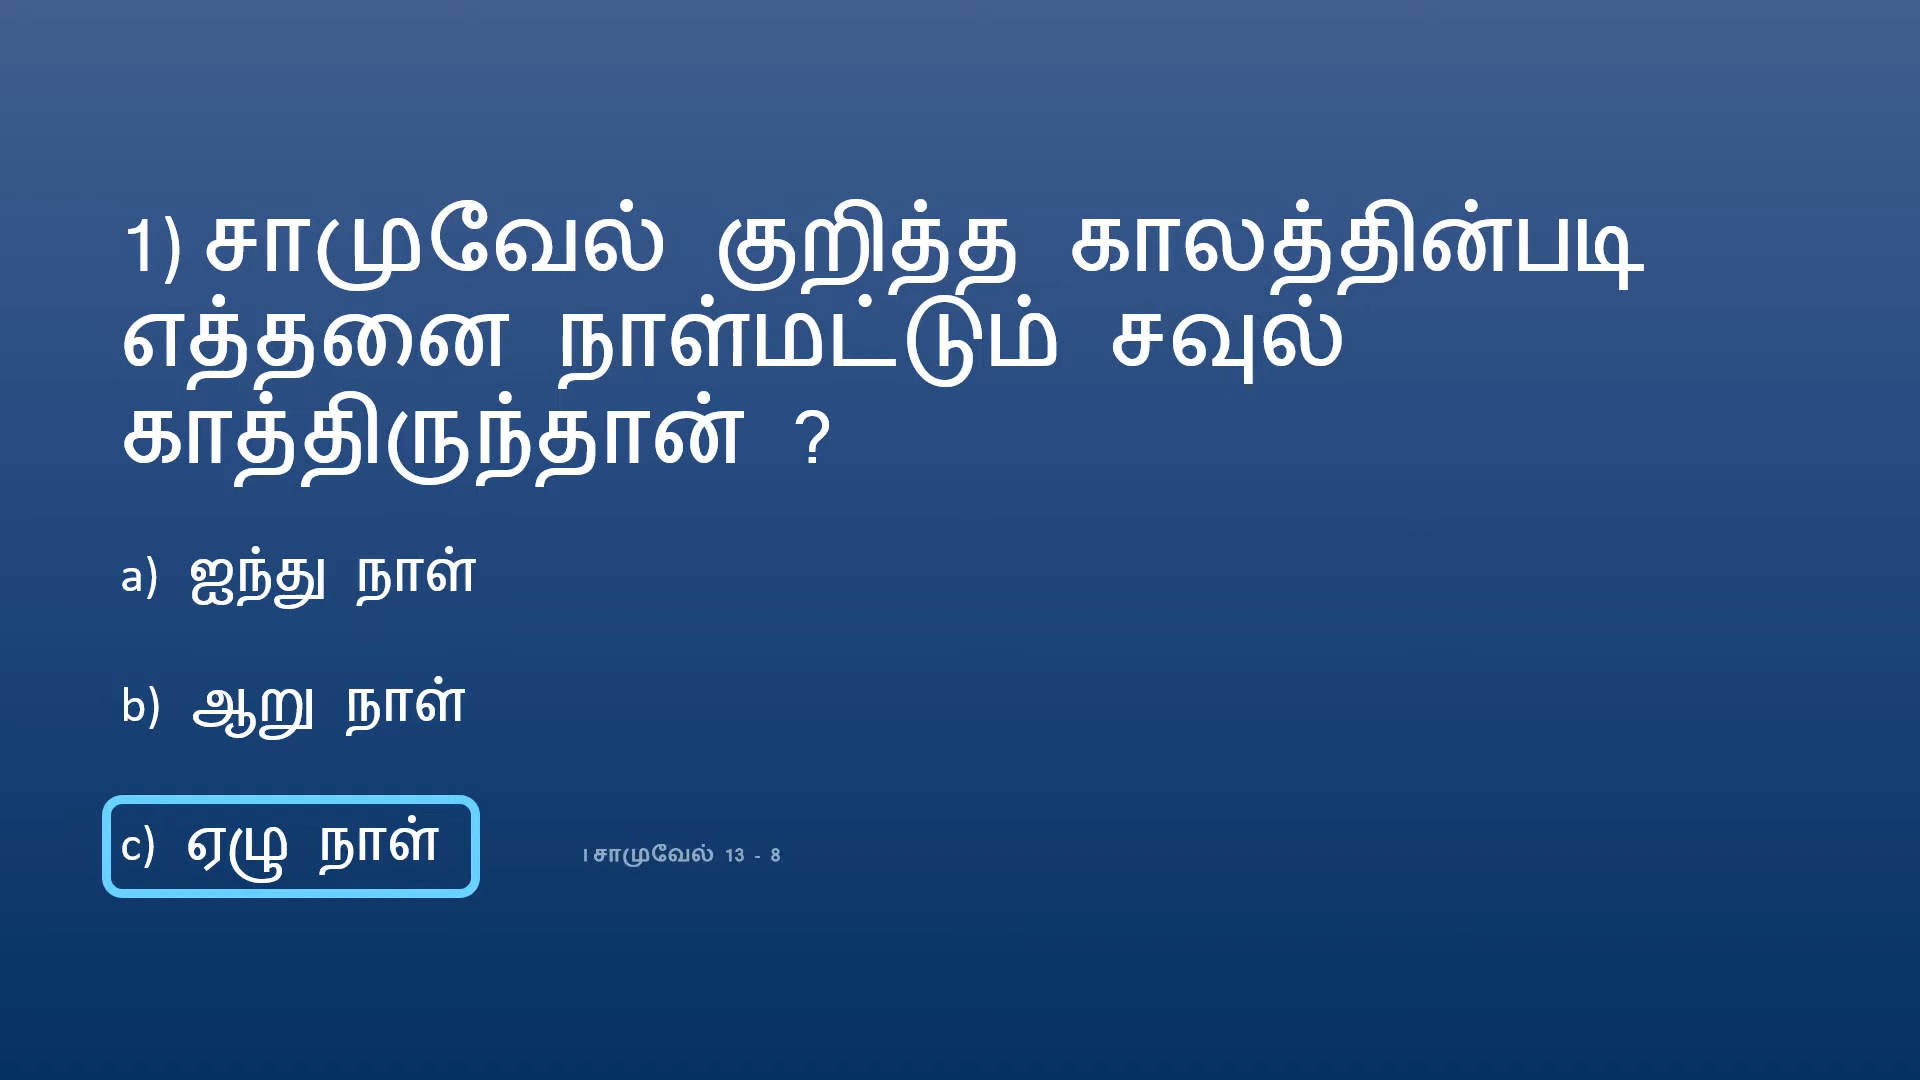 1) சாமுவேல் குறித்த காலத்தின்படி
எத்தனை நாள்மட்டும் சவுல்
காத்திருந்தான் ?
a) ஐந்து நாள்
b) ஆறு நாள்
c) ஏழு நாள்
I சாமுவேல் 13 - 8